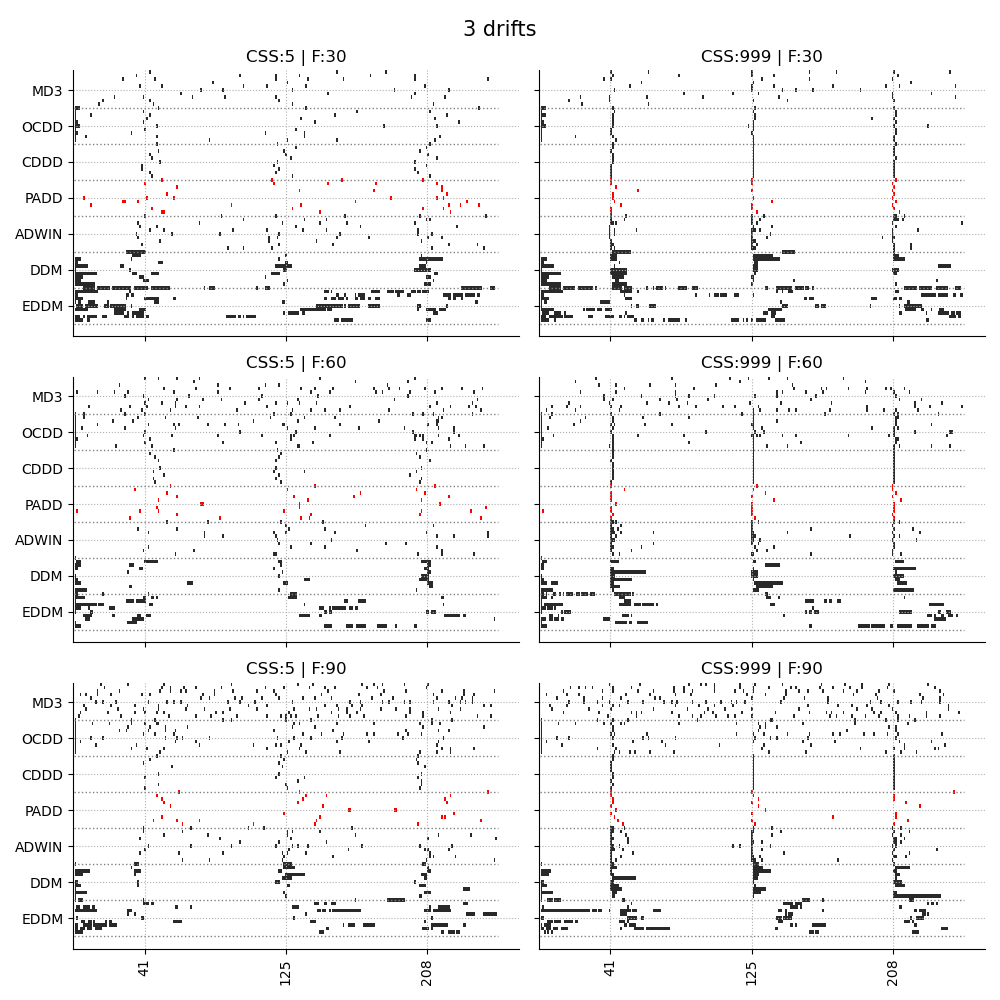 3 drifts
CSS:5 | F:30
CSS:999 | F:30
MD3
OCDD
CDDD
PADD
ADWIN
DDM
EDDM
CSS:5 | F:60
CSS:999 | F:60
MD3
OCDD
CDDD
PADD
ADWIN
DDM
EDDM
CSS:5 | F:90
CSS:999 | F:90
MD3
OCDD
CDDD
PADD
ADWIN
DDM
EDDM
41 125 208 41 125 208